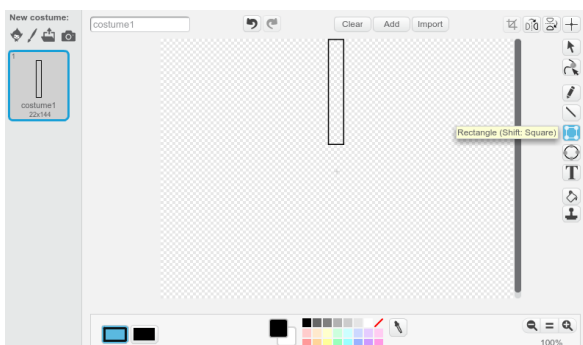 New costume:
costume1
Clear
Add
Import
1
costume1
22x144
Rectangle (Shift: Square)
T
100%